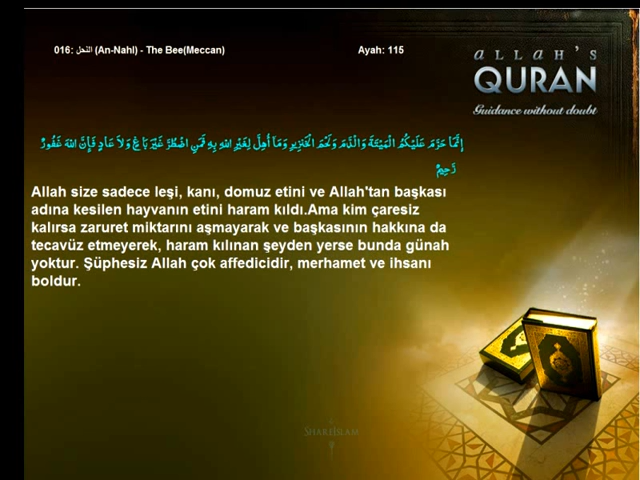 016: النحل (An-Nahl) - The Bee(Meccan) Ayah: 115
ALLAH'S
QURAN
Guidance without doubt
إِنَّمَا حَرَّمَ عَلَيْكُمُ الْمَيْتَةَ وَالْدَّمَ وَلَحْمَ الْخَنزِيرِ وَمَا أُهِلَّ لِغَيْرِ اللّهِ بِهِ فَمَنِ اضْطُرَّ غَيْرَ بَاغٍ وَلاَ عَادٍ فَإِنَّ اللّهَ غَفُورٌ
رَّحِيمٌ
Allah size sadece leşi, kanı, domuz etini ve Allah'tan başkası
adına kesilen hayvanın etini haram kıldı.Ama kim çaresiz
kalırsa zaruret miktarını aşmayarak ve başkasının hakkına da
tecavüz etmeyerek, haram kılınan şeyden yerse bunda günah
yoktur. Şüphesiz Allah çok affedicidir, merhamet ve ihsanı
boldur.
SHAREISLAM